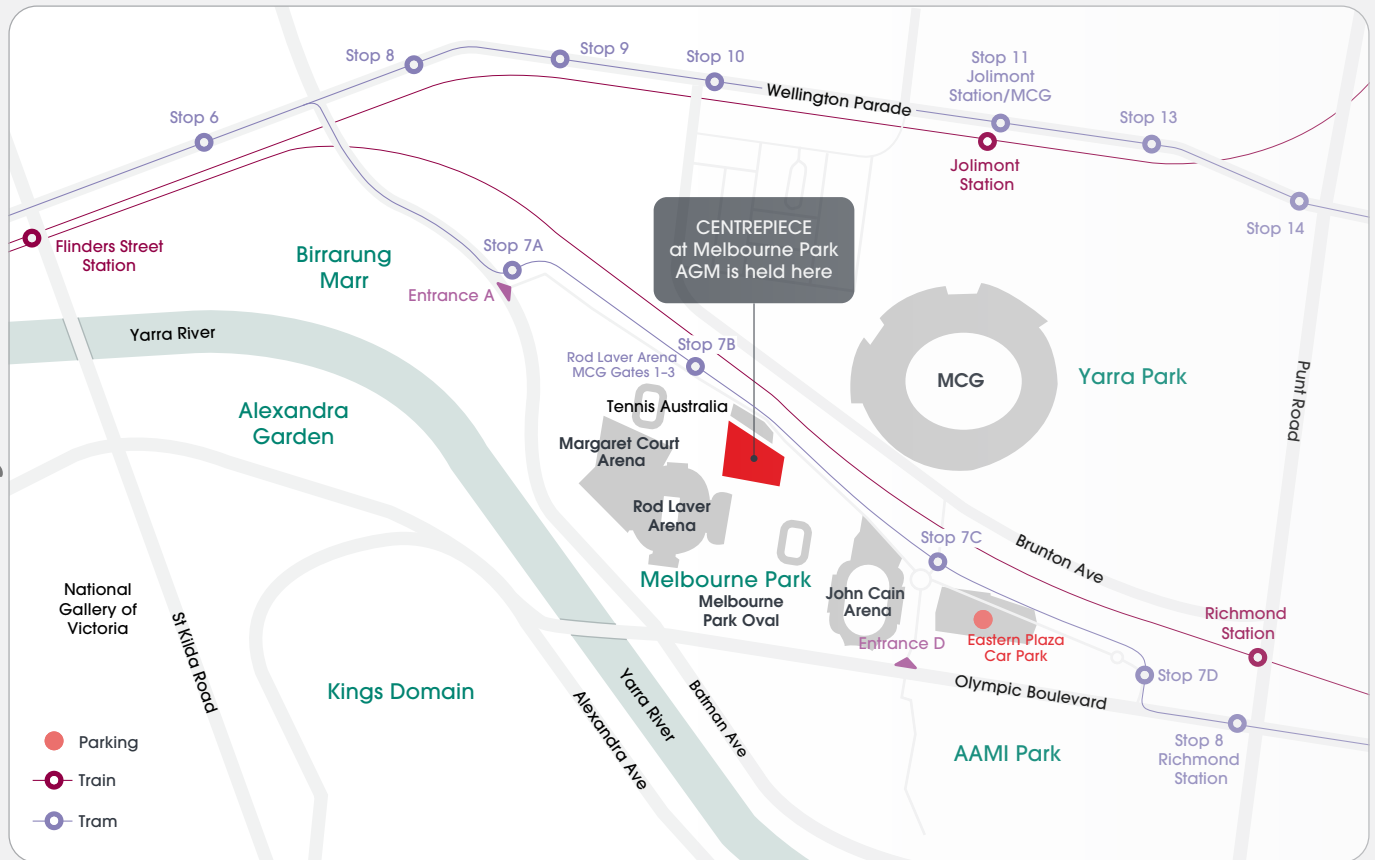 Stop 8
Stop 9
Stop 10
Stop 11
Jolimont
Station/MCG
Wellington Parade
Stop 6
Stop 13
Jolimont
Station
Stop 14
CENTREPIECE
at Melbourne Park
AGM is held here
Flinders Street
Station
Birrarung
Marr
Stop 7A
Entrance A
Yarra River
Stop 7B
Rod Laver Arena
MCG Gates 1–3
MCG
Yarra Park
Punt Road
Alexandra
Garden
Tennis Australia
Margaret Court
Arena
Rod Laver
Arena
Stop 7C
Brunton Ave
Melbourne Park
Melbourne
Park Oval
John Cain
Arena
National
Gallery of
Victoria
St Kilda Road
Richmond
Station
Entrance D
Eastern Plaza
Car Park
Stop 7D
Kings Domain
Alexandra Ave
Yarra River
Batman Ave
Olympic Boulevard
AAMI Park
Stop 8
Richmond
Station
Parking
Train
Tram